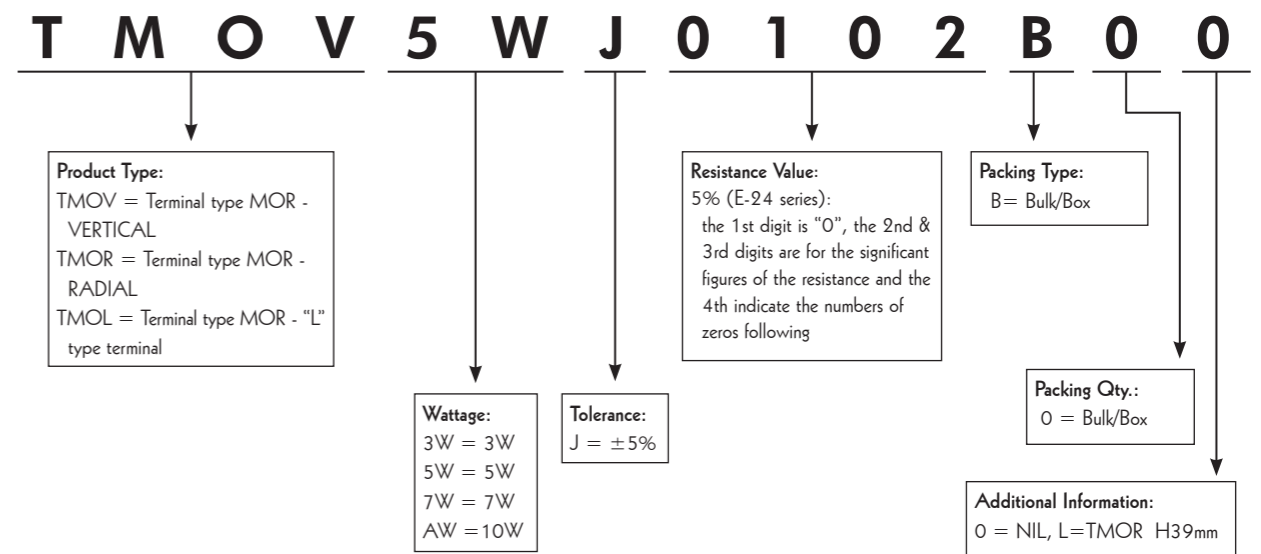 T M O V 5 W J 0 1 0 2 B 0 0
Product Type:
TMOV = Terminal type MOR -
VERTICAL
TMOR = Terminal type MOR -
RADIAL
TMOL = Terminal type MOR - “L”
type terminal
Wattage:
3W = 3W
5W = 5W
7W = 7W
AW =10W
Tolerance:
J = ±5%
Resistance Value:
5% (E-24 series):
the 1st digit is “0”, the 2nd &
3rd digits are for the significant
figures of the resistance and the
4th indicate the numbers of
zeros following
Packing Type:
B= Bulk/Box
Packing Qty.:
0 = Bulk/Box
Additional Information:
0 = NIL, L=TMOR H39mm